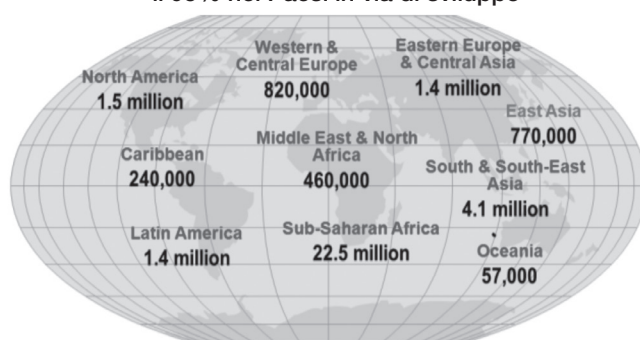 Western &
Central Europe
820,000
Eastern Europe
& Central Asia
1.4 million
North America
1.5 million
East Asia
770,000
Caribbean
240,000
Middle East & North
Africa
460,000
South & South-East
Asia
4.1 million
Latin America
1.4 million
Sub-Saharan Africa
22.5 million
Oceania
57,000